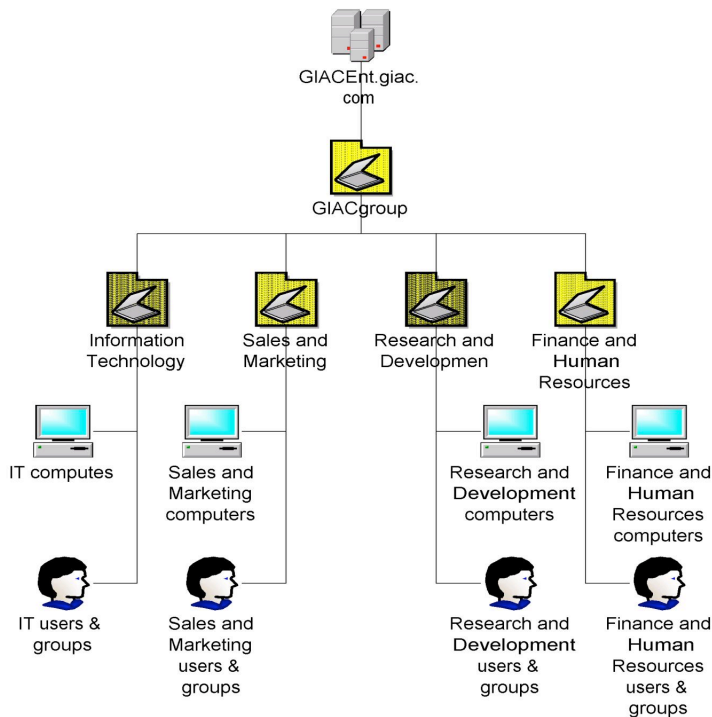 GIACEnt.giac.
com
GIACgroup
Information
Technology
Sales and
Marketing
Research and
Developmen
Finance and
Human
Resources
IT computes
Sales and
Marketing
computers
Research and
Development
computers
Finance and
Human
Resources
computers
IT users &
groups
Sales and
Marketing
users &
groups
Research and
Development
users &
groups
Finance and
Human
Resources
users &
groups